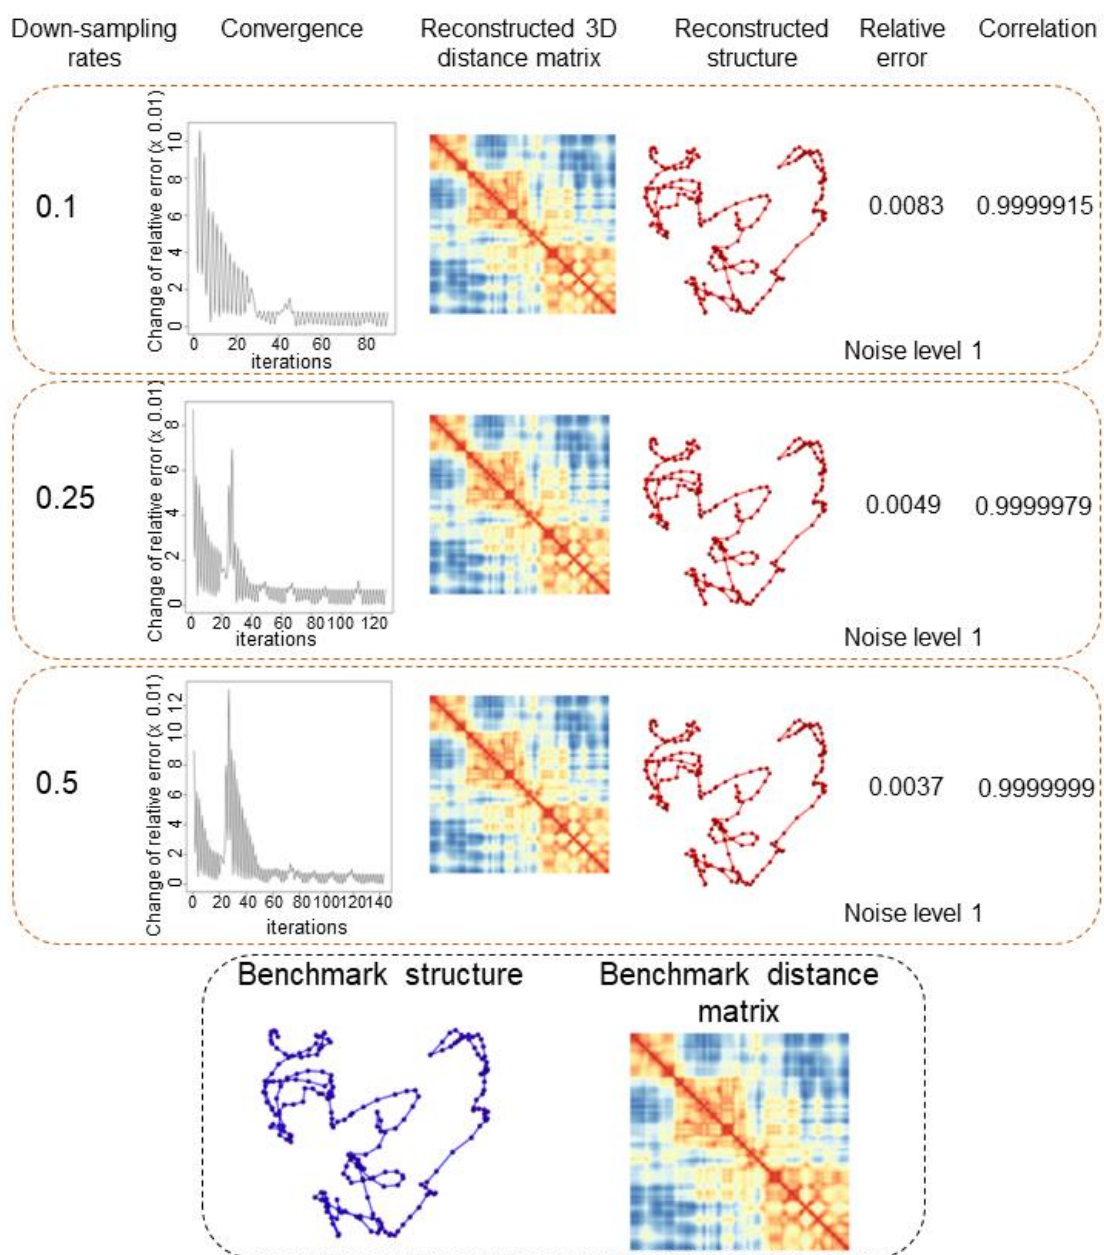 Down-sampling rates
Convergence
Reconstructed 3D distance matrix
Reconstructed structure
Relative error
Correlation
0.1
Change of relative error (x 0.01)
0 2 4 6 8 10
0 20 40 60 80
iterations
0.0083
0.9999915
Noise level 1
0.25
Change of relative error (x 0.01)
0 2 4 6 8
0 20 40 60 80 100 120
iterations
0.0049
0.9999979
Noise level 1
0.5
Change of relative error (x 0.01)
0 2 4 6 8 10 12
0 20 40 60 80 100120140
iterations
0.0037
0.9999999
Noise level 1
Benchmark structure
Benchmark distance
matrix